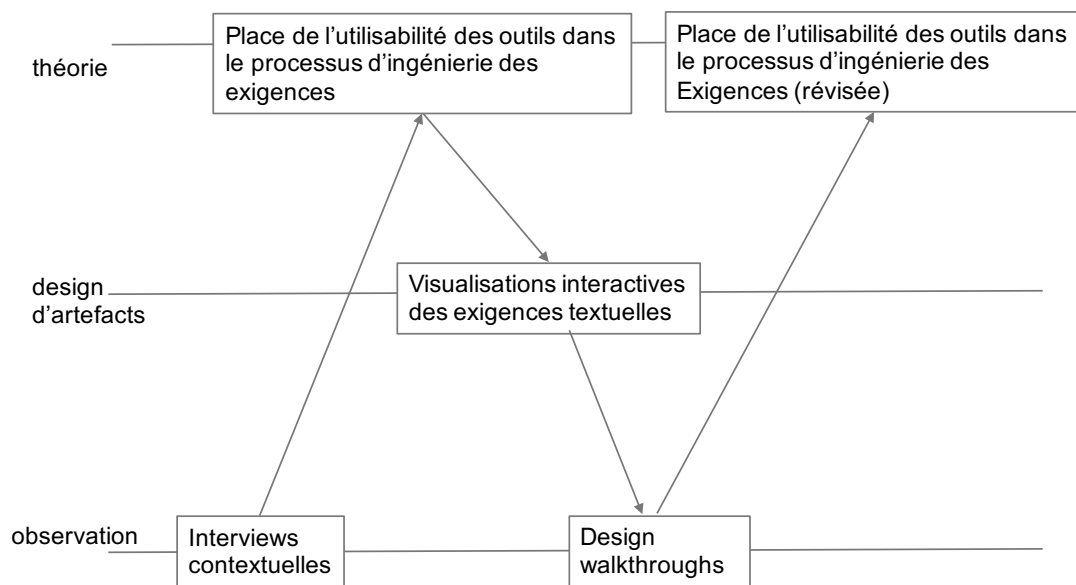 théorie
Place de l'utilisabilité des outils dans
le processus d'ingénierie des
exigences
Place de l'utilisabilité des outils dans
le processus d'ingénierie des
Exigences (révisée)
design
d'artefacts
Visualisations interactives
des exigences textuelles
observation
Interviews
contextuelles
Design
walkthroughs